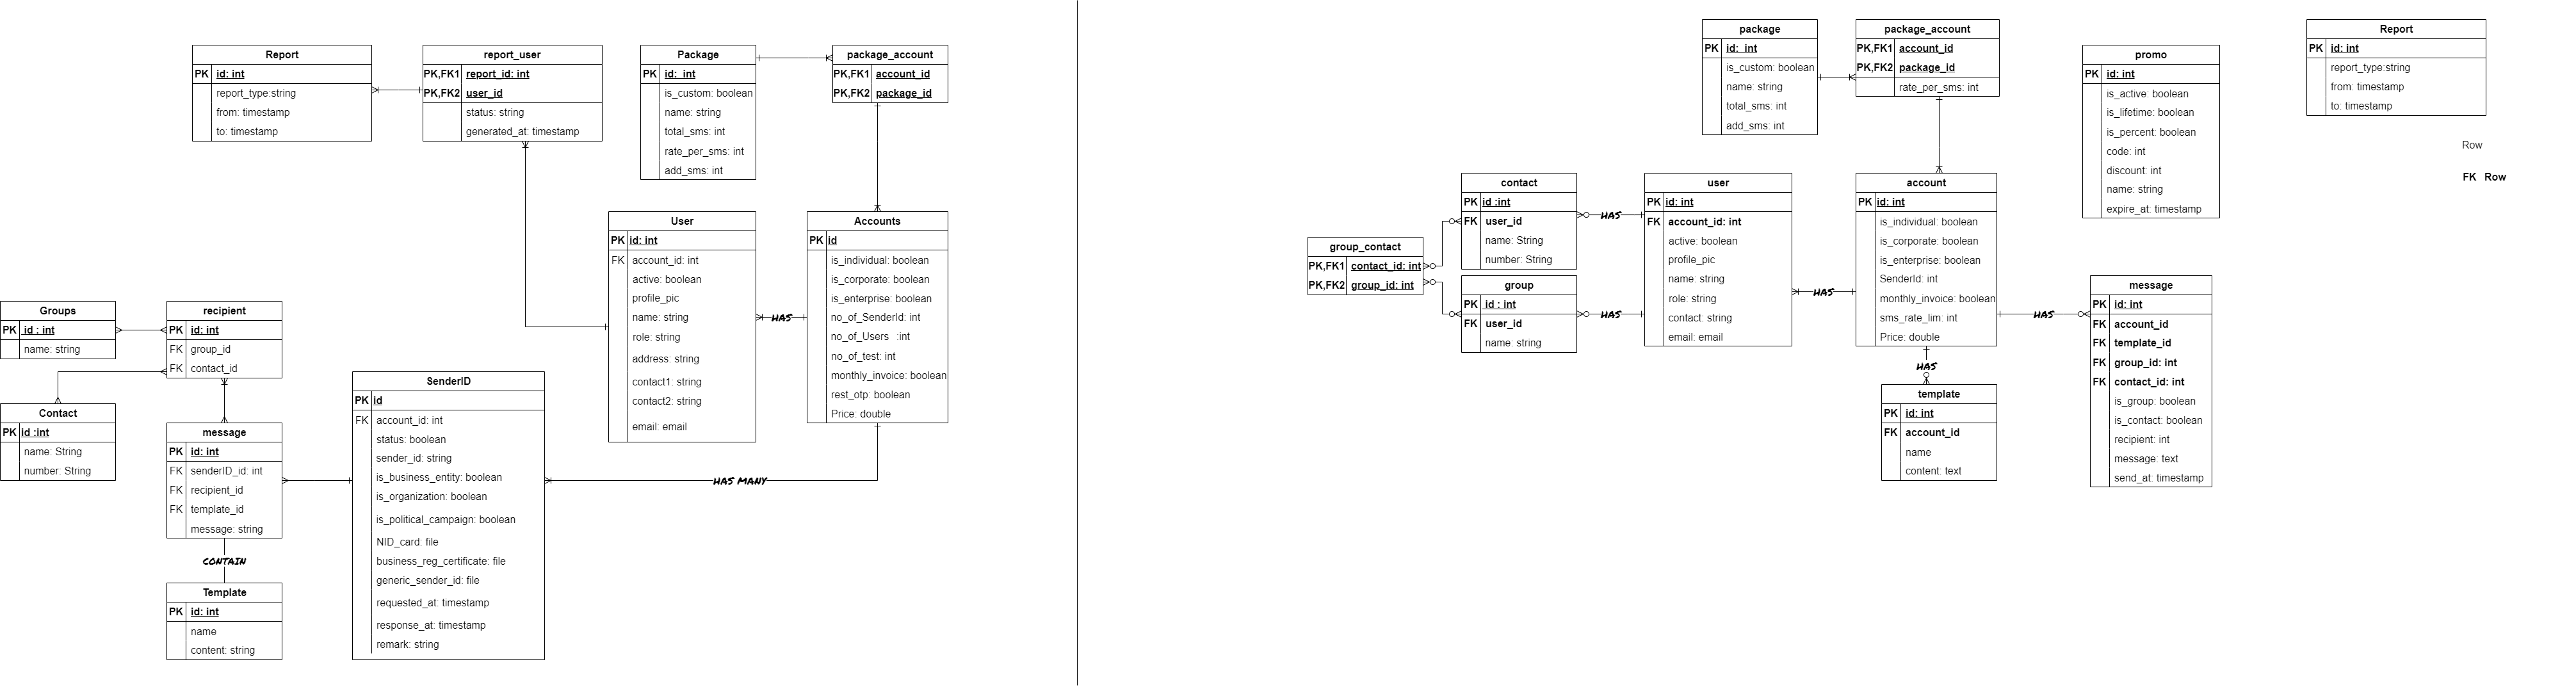 Report
PK id: int
report_type:string
from: timestamp
to: timestamp
report_user
PK,FK1 report_id: int
PK,FK2 user_id
status: string
generated_at: timestamp
Package
PK id:  int
is_custom: boolean
name: string
total_sms: int
rate_per_sms: int
add_sms: int
package_account
PK,FK1 account_id
PK,FK2 package_id
User
PK id: int
FK account_id: int
active: boolean
profile_pic
name: string
role: string
address: string
contact1: string
contact2: string
email: email
HAS
Accounts
PK id
is_individual: boolean
is_corporate: boolean
is_enterprise: boolean
no_of_SenderId: int
no_of_Users   :int
no_of_test: int
monthly_invoice: boolean
rest_otp: boolean
Price: double
HAS MANY
Groups
PK id : int
name: string
recipient
PK id: int
FK group_id
FK contact_id
Contact
PK id :int
name: String
number: String
message
PK id: int
FK senderID_id: int
FK recipient_id
FK template_id
message: string
CONTAIN
Template
PK id: int
name
content: string
SenderID
PK id
FK account_id: int
status: boolean
sender_id: string
is_business_entity: boolean
is_organization: boolean
is_political_campaign: boolean
NID_card: file
business_reg_certificate: file
generic_sender_id: file
requested_at: timestamp
response_at: timestamp
remark: string
package
PK id:  int
is_custom: boolean
name: string
total_sms: int
add_sms: int
package_account
PK,FK1 account_id
PK,FK2 package_id
rate_per_sms: int
promo
PK id: int
is_active: boolean
is_lifetime: boolean
is_percent: boolean
code: int
discount: int
name: string
expire_at: timestamp
Report
PK id: int
report_type:string
from: timestamp
to: timestamp
Row
FK Row
contact
PK id :int
FK user_id
name: String
number: String
HAS
group_contact
PK,FK1 contact_id: int
PK,FK2 group_id: int
group
PK id : int
FK user_id
name: string
HAS
user
PK id: int
FK account_id: int
active: boolean
profile_pic
name: string
role: string
contact: string
email: email
HAS
account
PK id: int
is_individual: boolean
is_corporate: boolean
is_enterprise: boolean
SenderId: int
monthly_invoice: boolean
sms_rate_lim: int
Price: double
HAS
HAS
template
PK id: int
FK account_id
name
content: text
message
PK id: int
FK account_id
FK template_id
FK group_id: int
FK contact_id: int
is_group: boolean
is_contact: boolean
recipient: int
message: text
send_at: timestamp